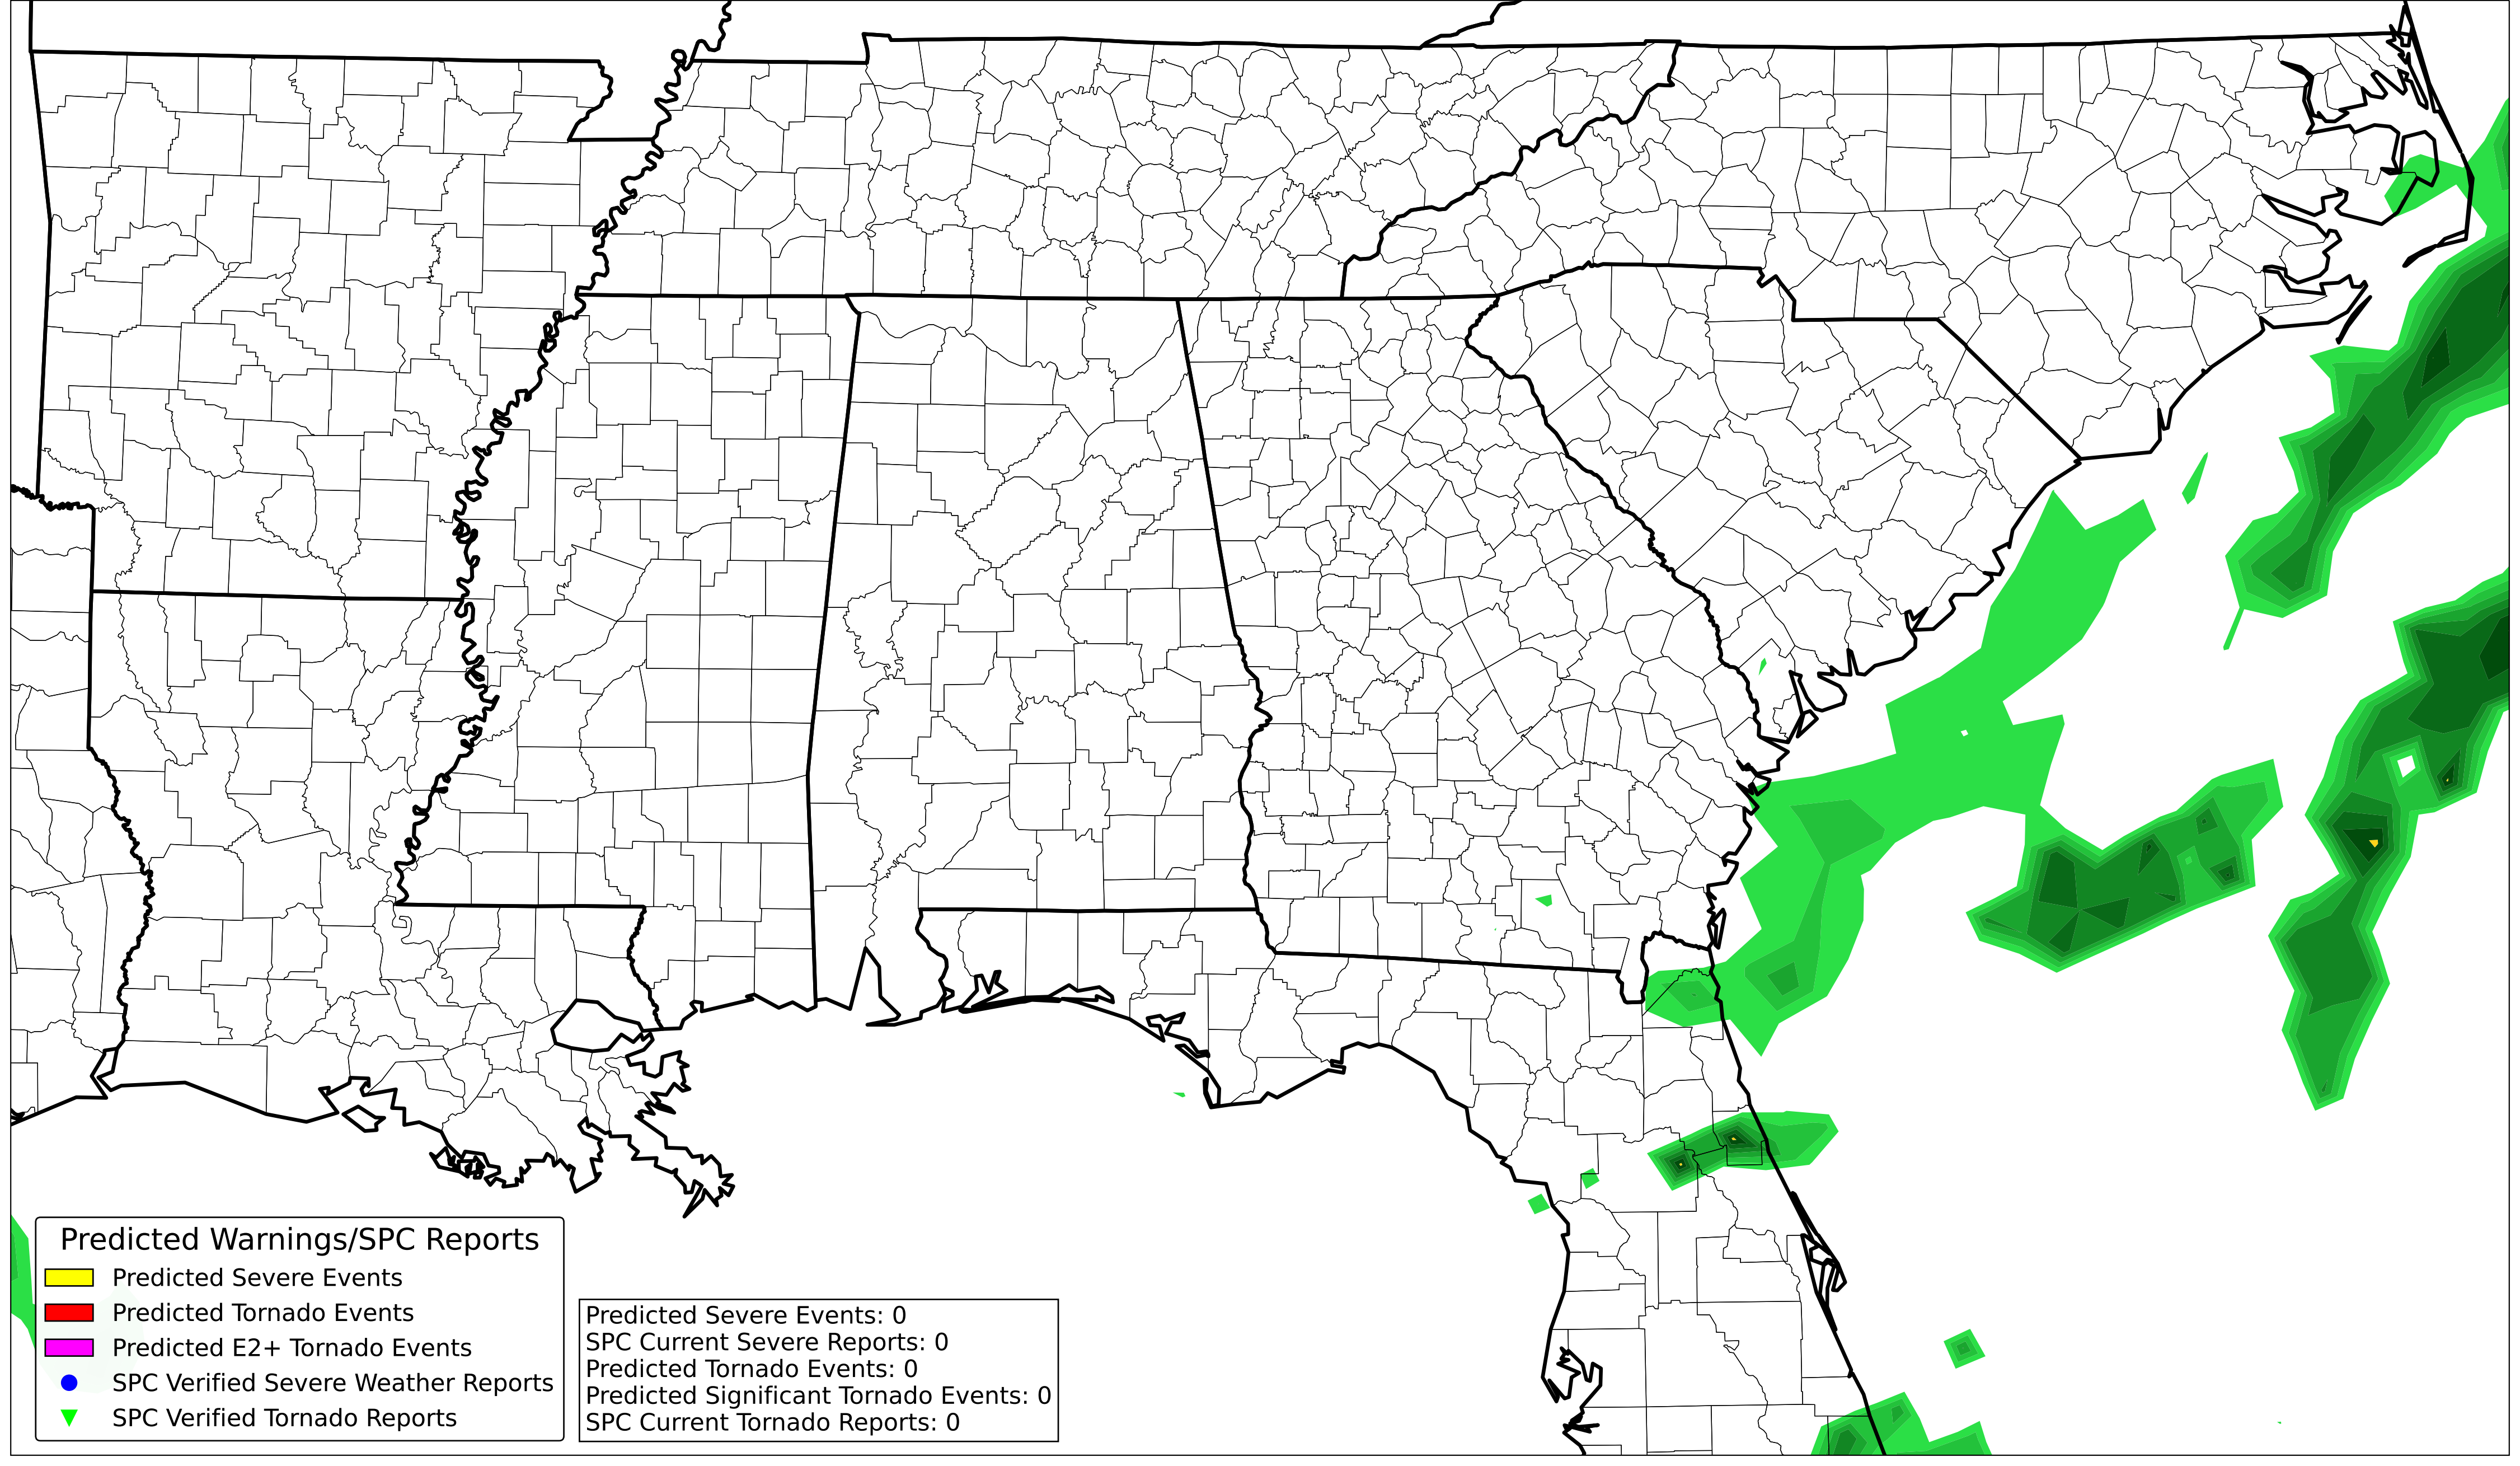 Predicted Warnings/SPC Reports
Predicted Severe Events
Predicted Tornado Events
Predicted E2+ Tornado Events
SPC Verified Severe Weather Reports
SPC Verified Tornado Reports
Predicted Severe Events: 0
SPC Current Severe Reports: 0
Predicted Tornado Events: 0
Predicted Significant Tornado Events: 0
SPC Current Tornado Reports: 0